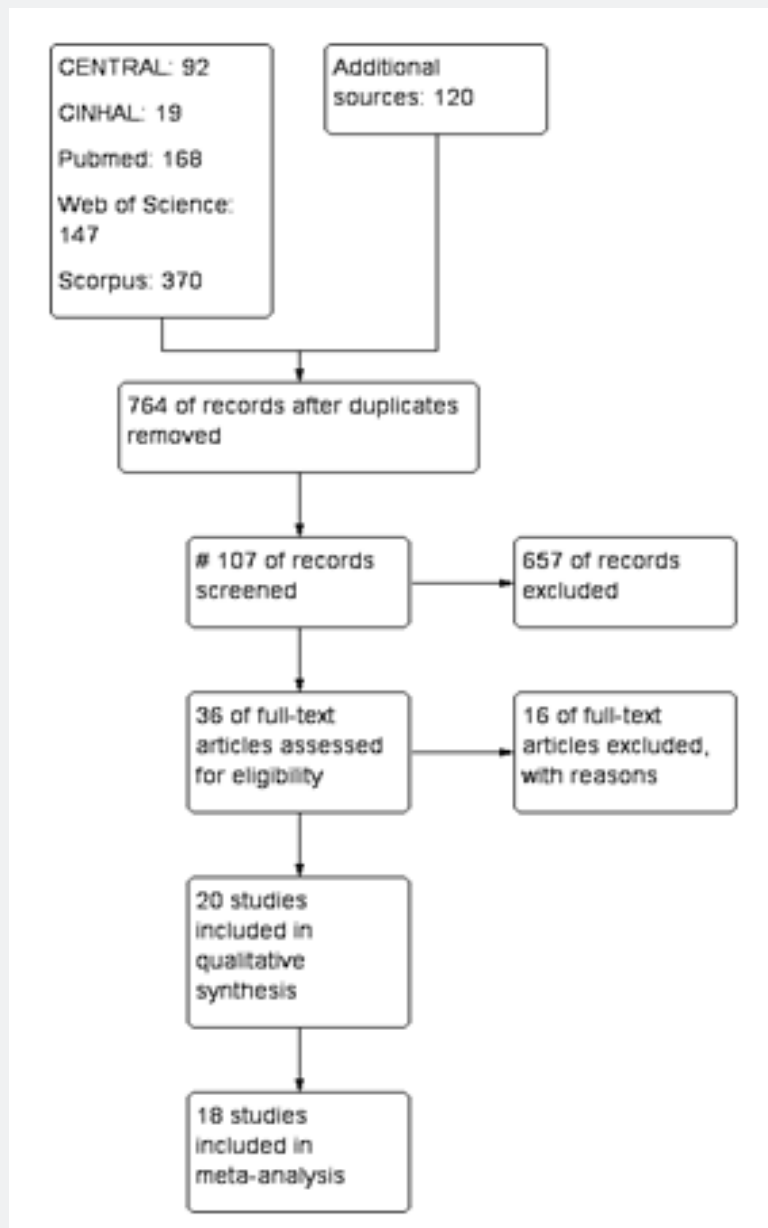 CENTRAL: 92
CINHAL: 19
Pubmed: 168
Web of Science:
147
Scorpus: 370
Additional
sources: 120
764 of records after duplicates
removed
# 107 of records
screened
657 of records
excluded
36 of full-text
articles assessed
for eligibility
16 of full-text
articles excluded,
with reasons
20 studies
included in
qualitative
synthesis
18 studies
included in
meta-analysis